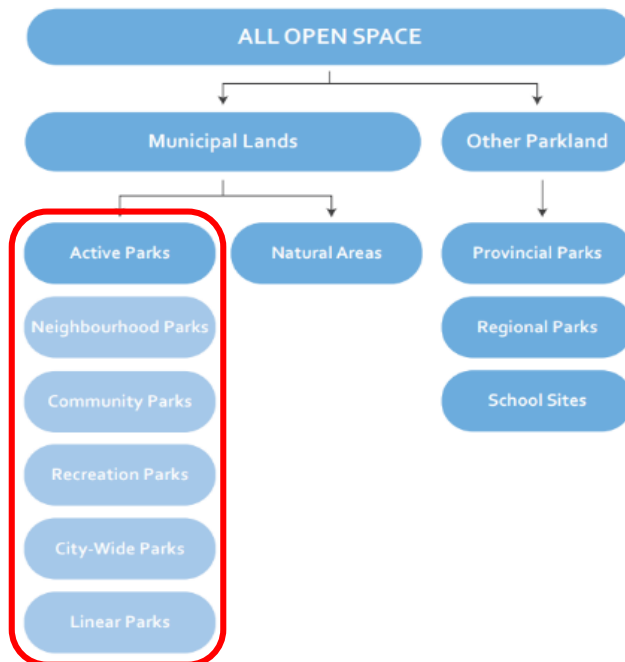 ALL OPEN SPACE
Municipal Lands
Other Parkland
Active Parks
Natural Areas
Provincial Parks
Neighbourhood Parks
Regional Parks
Community Parks
School Sites
Recreation Parks
City-Wide Parks
Linear Parks